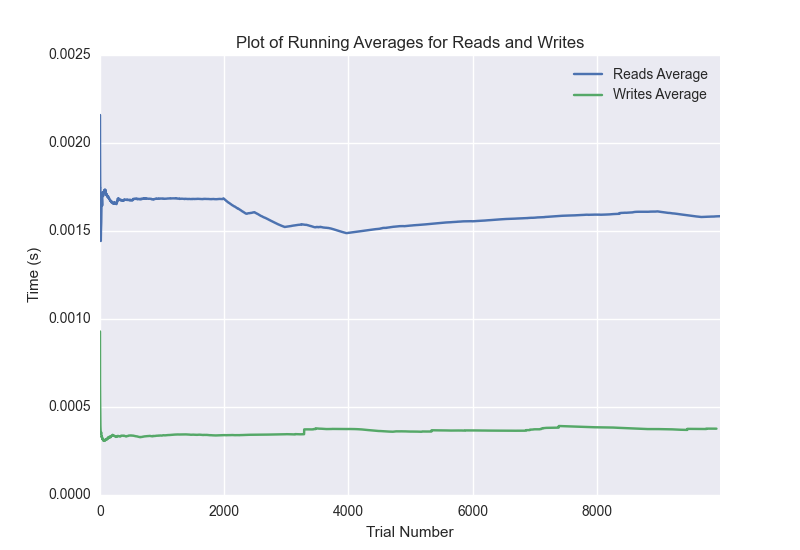 Plot of Running Averages for Reads and Writes
0.0025
0.0020
0.0015
0.0010
0.0005
0.0000
Time (s)
Reads Average
Writes Average
0 2000 4000 6000 8000
Trial Number